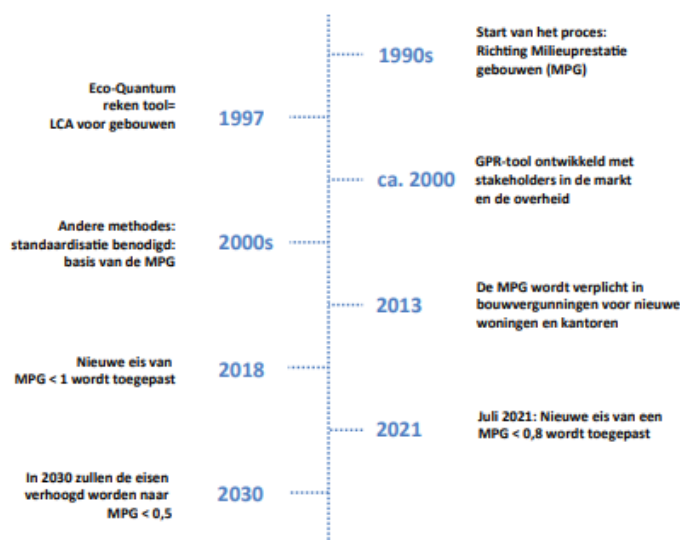 1990s
Start van het proces:
Richting Milieuprestatie
gebouwen (MPG)
Eco-Quantum
reken tool=
LCA voor gebouwen
1997
ca. 2000
GPR-tool ontwikkeld met
stakeholders in de markt
en de overheid
Andere methodes:
standaardisatie benodigd:
basis van de MPG
2000s
2013
De MPG wordt verplicht in
bouwvergunningen voor nieuwe
woningen en kantoren
Nieuwe eis van
MPG < 1 wordt toegepast
2018
2021
Juli 2021: Nieuwe eis van een
MPG < 0,8 wordt toegepast
In 2030 zullen de eisen
verhoogd worden naar
MPG < 0,5
2030